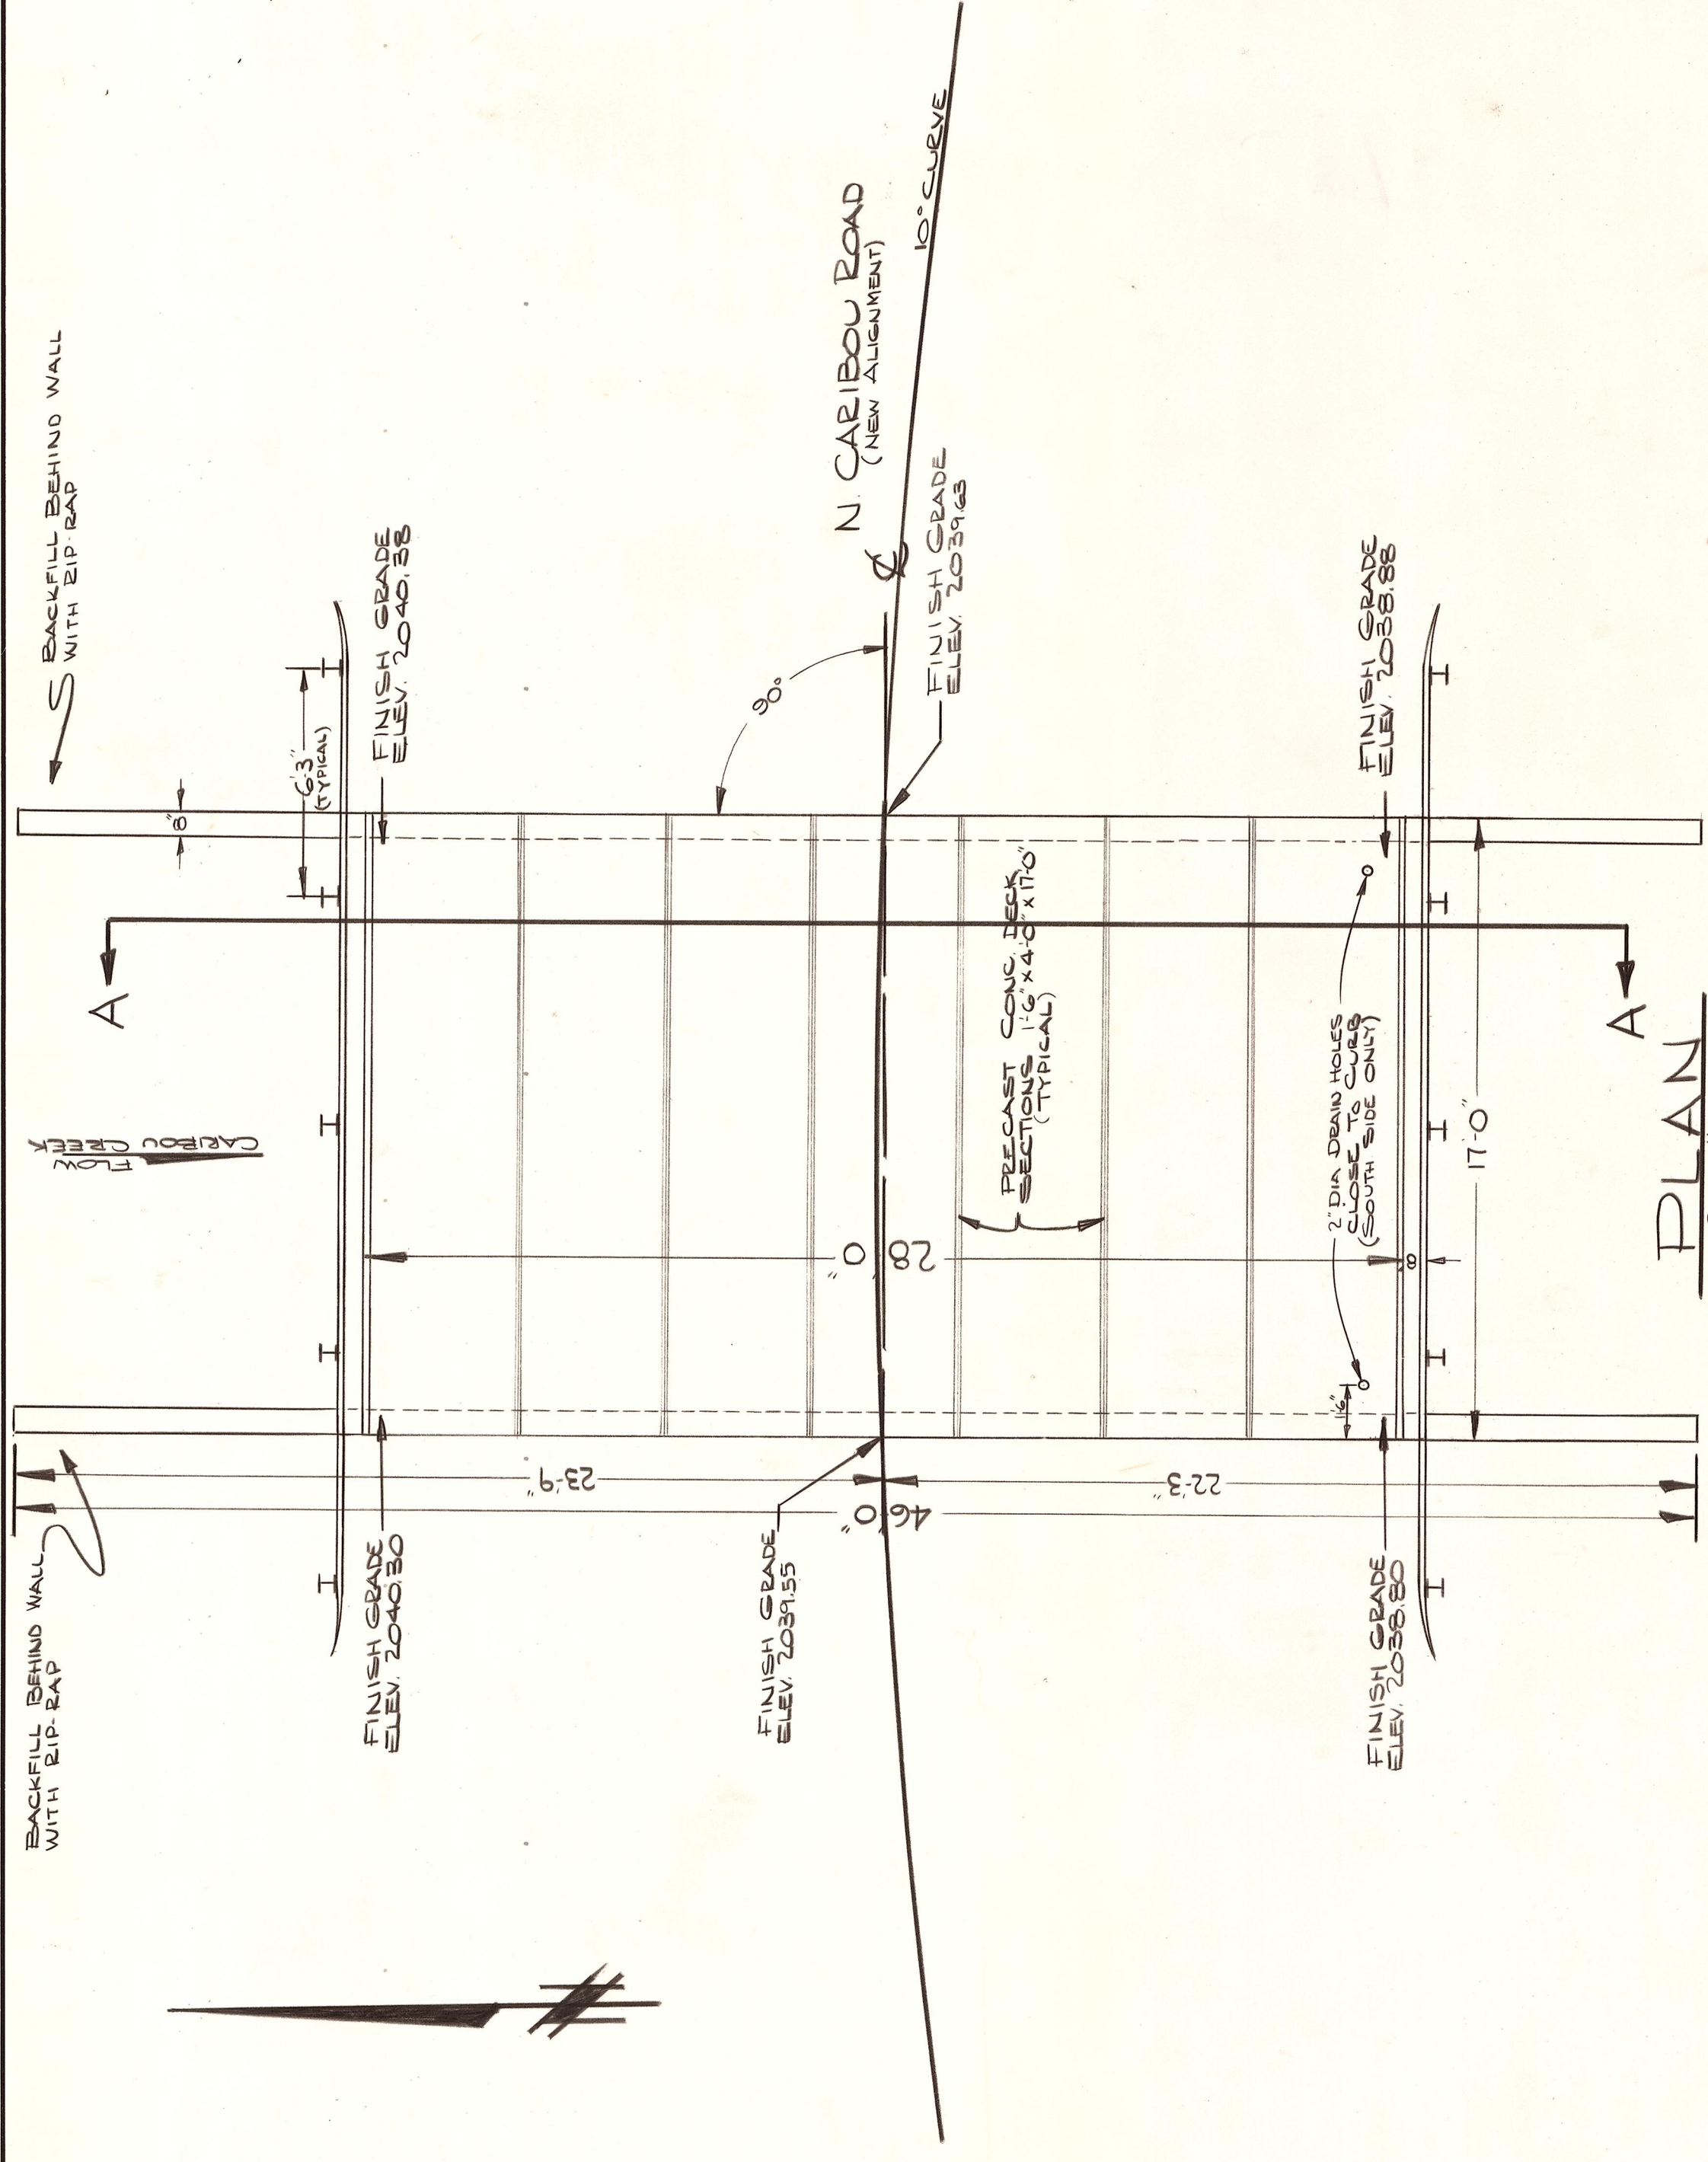 BACKFILL BEHIND WALL
WITH RIP-RAP
BACKFILL BEHIND WALL
WITH RIP-RAP
CARIBOU CREEK
FLOW
A
8"
6'-3"
(TYPICAL)
FINISH GRADE
ELEV. 2040.30
FINISH GRADE
ELEV. 2040.38
23'-9"
46'-0"
22'-3"
90°
FINISH GRADE
ELEV. 2039.55
N. CARIBOU ROAD
(NEW ALIGNMENT)
℄
10° CURVE
FINISH GRADE
ELEV. 2039.63
28'-0"
PRECAST CONC. DECK
SECTIONS 1'-6" x 4'-0" x 17'-0"
(TYPICAL)
2" DIA DRAIN HOLES
CLOSE TO CURB
(SOUTH SIDE ONLY)
1'-6"
8
FINISH GRADE
ELEV. 2038.80
FINISH GRADE
ELEV. 2038.88
17'-0"
A
PLAN